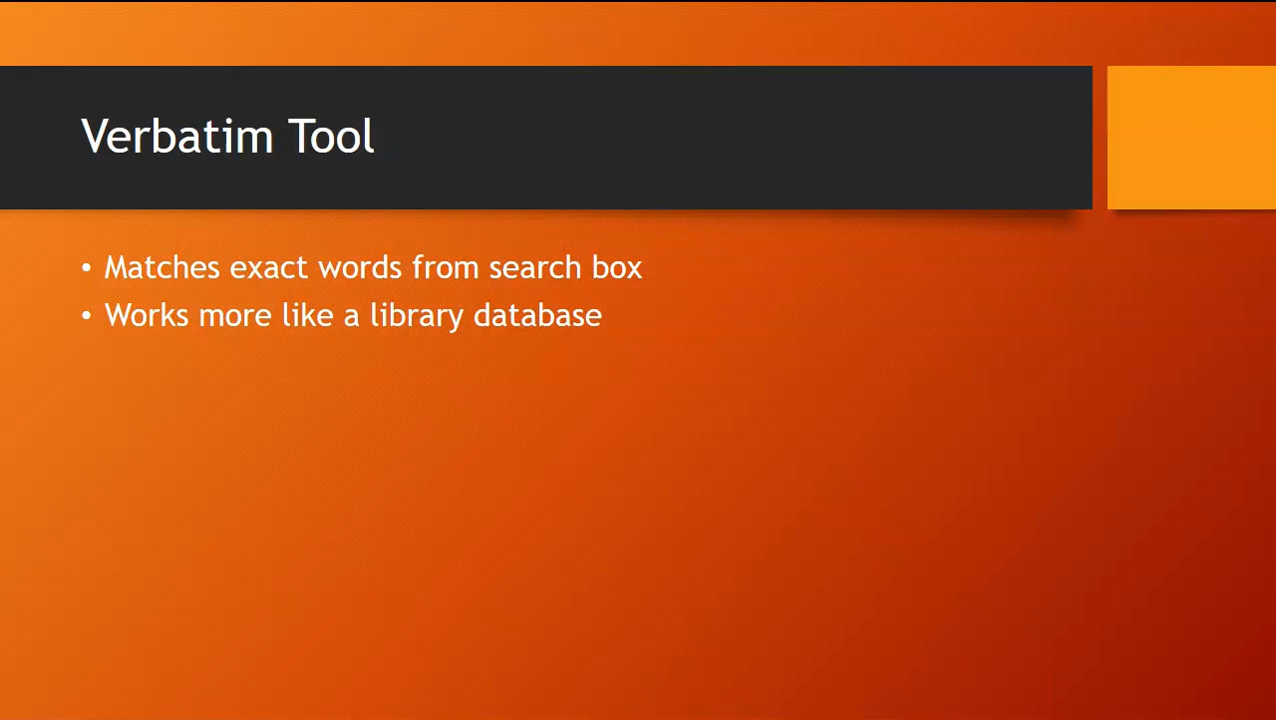 Verbatim Tool
• Matches exact words from search box
• Works more like a library database